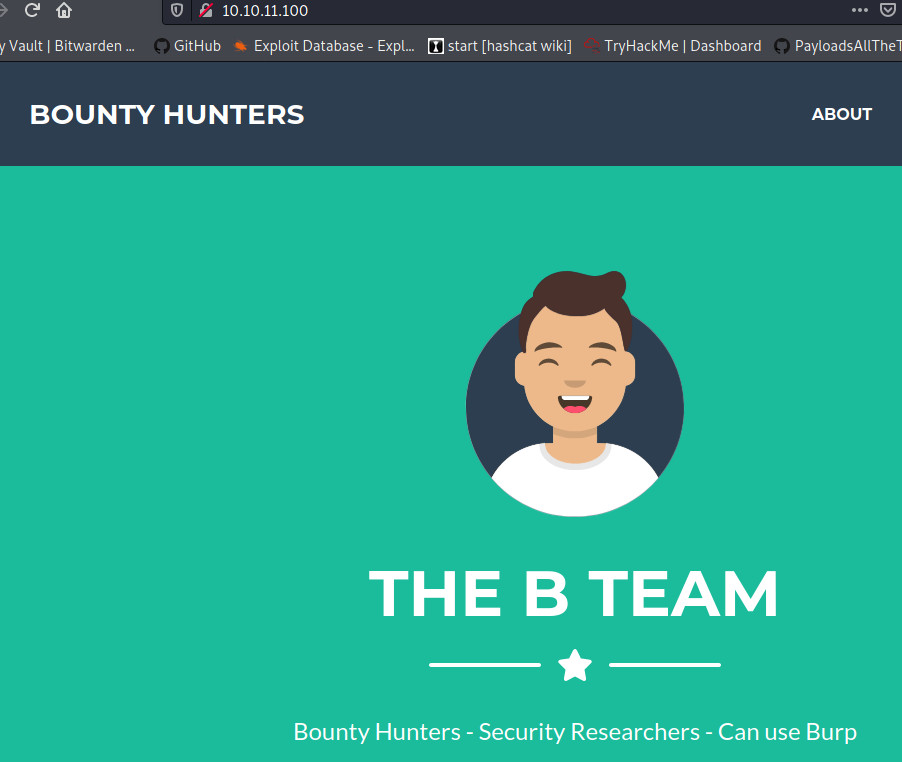 10.10.11.100
y Vault | Bitwarden ... GitHub Exploit Database - Expl... start [hashcat wiki] TryHackMe | Dashboard PayloadsAllTheT
BOUNTY HUNTERS ABOUT
THE B TEAM
Bounty Hunters - Security Researchers - Can use Burp